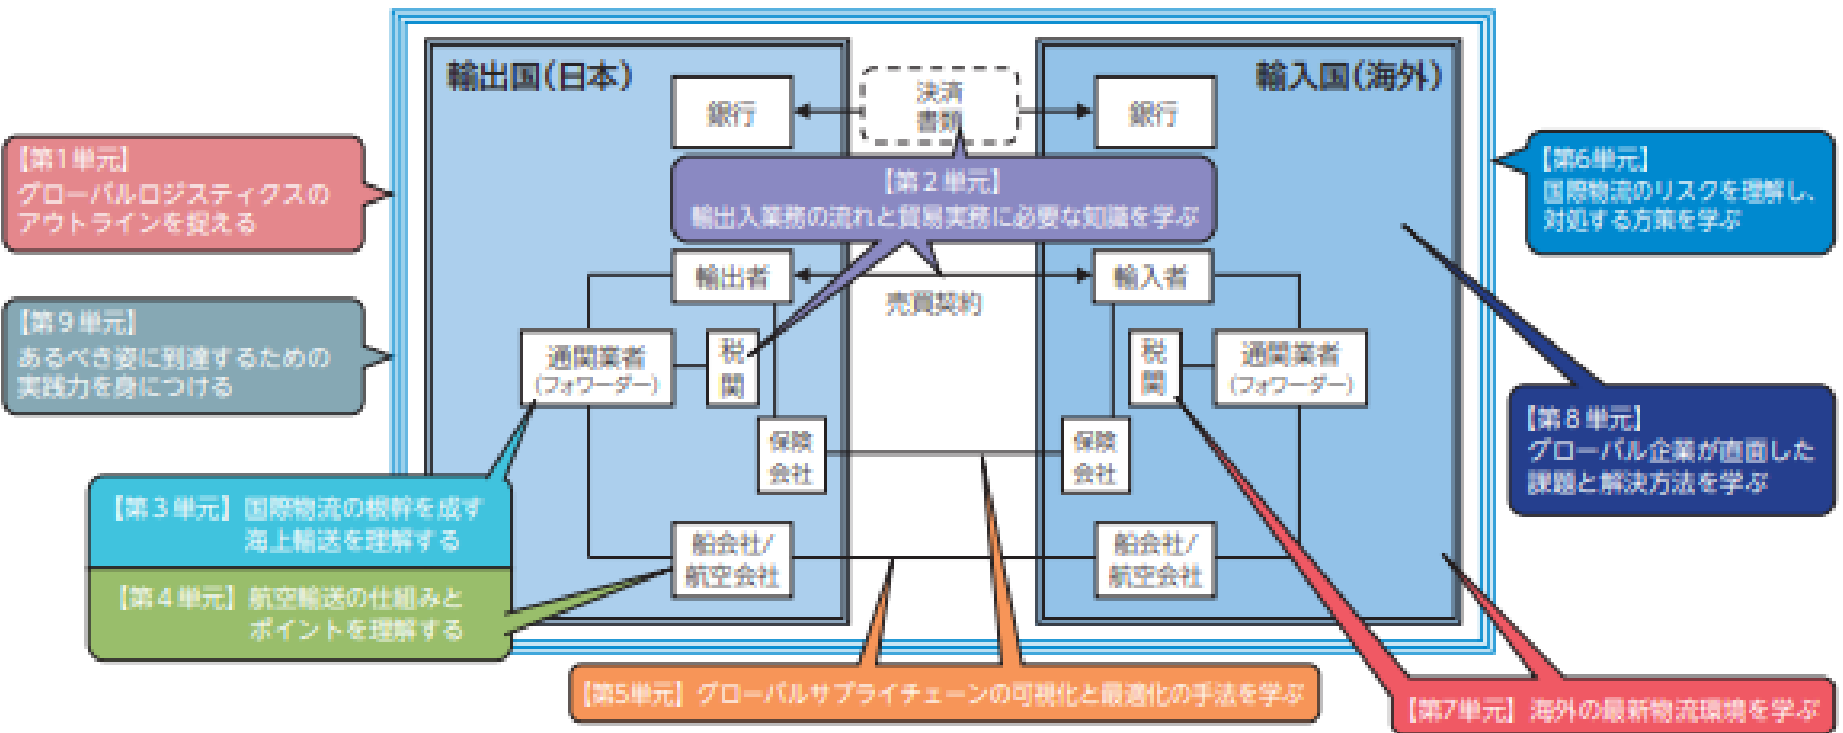 輸出国(日本)
輸入国(海外)
銀行
決済
書類
銀行
【第1単元】
グローバルロジスティクスの
アウトラインを捉える
【第2単元】
輸出入業務の流れと貿易実務に必要な知識を学ぶ
【第6単元】
国際物流のリスクを理解し、
対処する方策を学ぶ
輸出者
輸入者
売買契約
【第9単元】
あるべき姿に到達するための
実践力を身につける
通関業者
(フォワーダー)
税
関
税
関
通関業者
(フォワーダー)
保険
会社
保険
会社
【第8単元】
グローバル企業が直面した
課題と解決方法を学ぶ
【第3単元】国際物流の根幹を成す
海上輸送を理解する
【第4単元】航空輸送の仕組みと
ポイントを理解する
船会社/
航空会社
船会社/
航空会社
【第5単元】グローバルサプライチェーンの可視化と最適化の手法を学ぶ
【第7単元】海外の最新物流環境を学ぶ